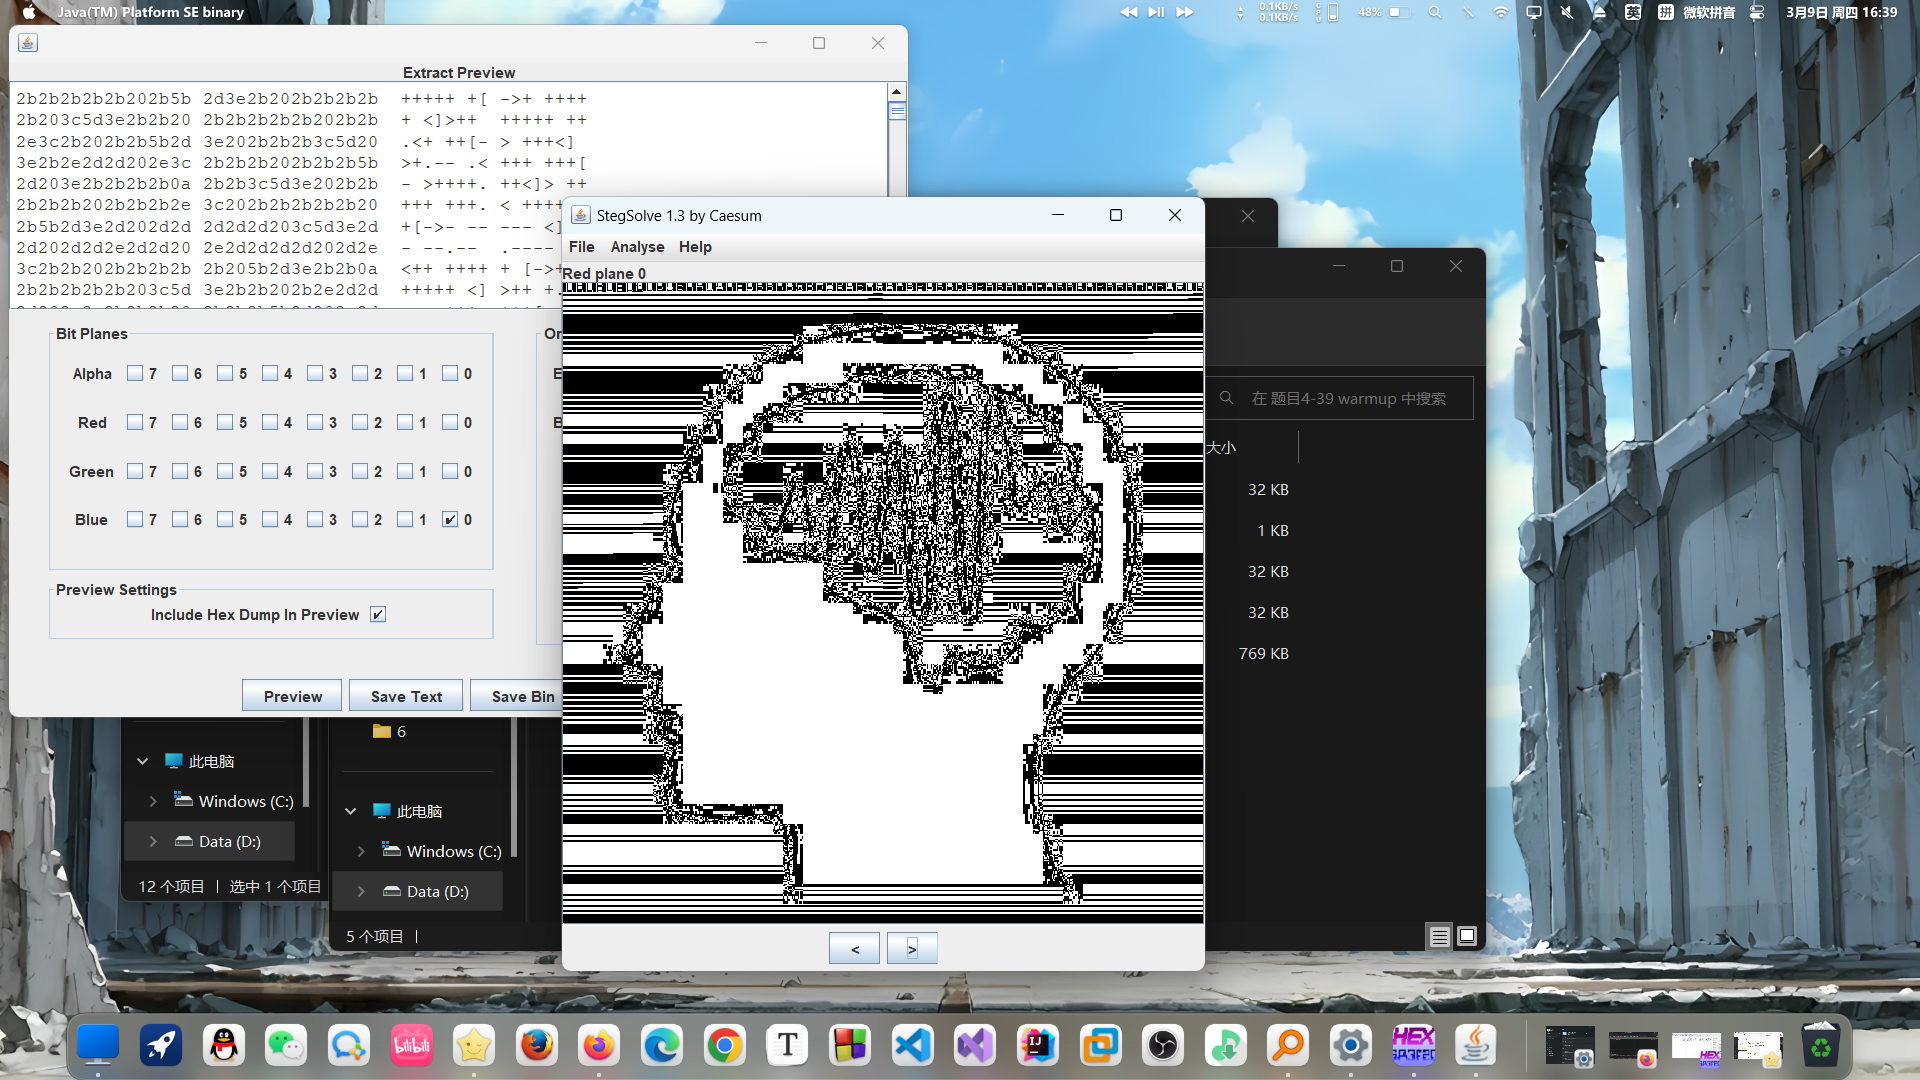 Java(TM) Platform SE binary
0.1KB/s
0.1KB/s
48%
英
拼
微软拼音
3月9日 周四 16:39
Extract Preview
2b2b2b2b2b202b5b 2d3e2b202b2b2b2b +++++ +[ ->+ ++++
2b203c5d3e2b2b20 2b2b2b2b2b202b2b + <]>++ +++++ ++
2e3c2b202b2b5b2d 3e202b2b2b3c5d20 .<+ ++[- > +++<]
3e2b2e2d2d202e3c 2b2b2b202b2b2b5b >+.-- .< +++ +++[
2d203e2b2b2b2b0a 2b2b3c5d3e202b2b - >++++. ++<]> ++
2b2b2b202b2b2b2e 3c202b2b2b2b2b20 +++ +++. < ++++
2b5b2d3e2d202d2d 2d2d2d203c5d3e2d +[->- -- --- <]
2d202d2d2e2d2d20 2e2d2d2d2d202d2e - --.-- .----
3c2b2b202b2b2b2b 2b205b2d3e2b2b0a <++ ++++ + [->+
2b2b2b2b2b203c5d 3e2b2b202b2e2d2d +++++ <] >++ +.
Bit Planes
Alpha 7 6 5 4 3 2 1 0
Red 7 6 5 4 3 2 1 0
Green 7 6 5 4 3 2 1 0
Blue 7 6 5 4 3 2 1 0
Preview Settings
Include Hex Dump In Preview
Preview
Save Text
Save Bin
StegSolve 1.3 by Caesum
File Analyse Help
Red plane 0
<
>
在 题目4-39 warmup 中搜索
大小
32 KB
1 KB
32 KB
32 KB
769 KB
此电脑
Windows (C:)
Data (D:)
12 个项目
选中 1 个项目
6
此电脑
Windows (C:)
Data (D:)
5 个项目
bilibili
T
IJ
HEX